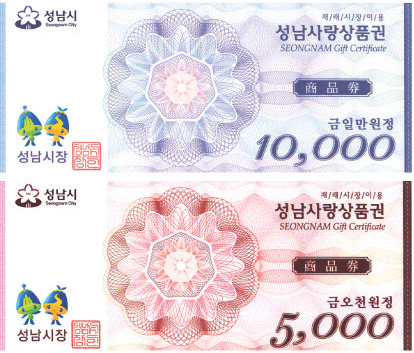 성남시
Seongnam City
재/래/시/장/이/용
성남사랑상품권
SEONGNAM Gift Certificate
商品券
금일만원정
10,000
성남시장
성남시
Seongnam City
재/래/시/장/이/용
성남사랑상품권
SEONGNAM Gift Certificate
商品券
금오천원정
5,000
성남시장